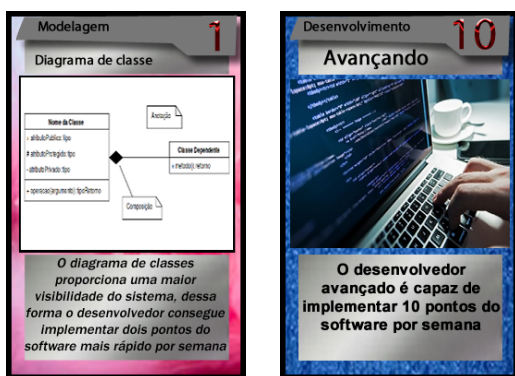 Modelagem
1
Diagrama de classe
Nome da Classe
+ atributoPublico: tipo
# atributoProtegido: tipo
- atributoPrivado: tipo
+ operacao(argumento): tipoRetorno
Anotação
Classe Dependente
+ metodo(): retorno
Composição
O diagrama de classes
proporciona uma maior
visibilidade do sistema, dessa
forma o desenvolvedor consegue
implementar dois pontos do
software mais rápido por semana
Desenvolvimento
10
Avançando
O desenvolvedor
avançado é capaz de
implementar 10 pontos do
software por semana